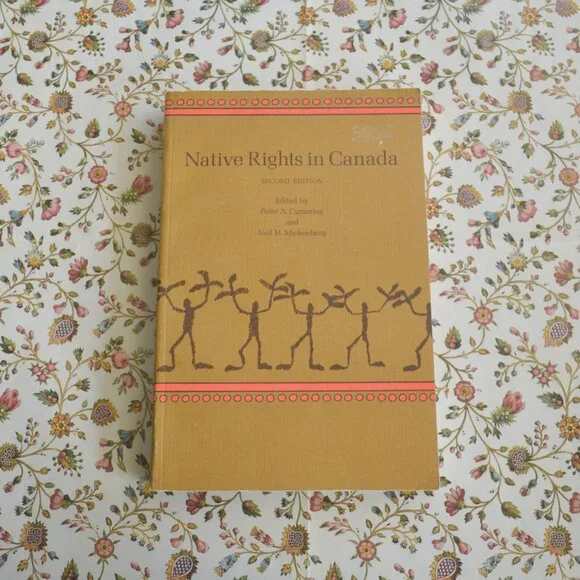 Native Rights in Canada
SECOND EDITION
Edited by
Peter A. Cumming
and
Neil H. Mickenberg